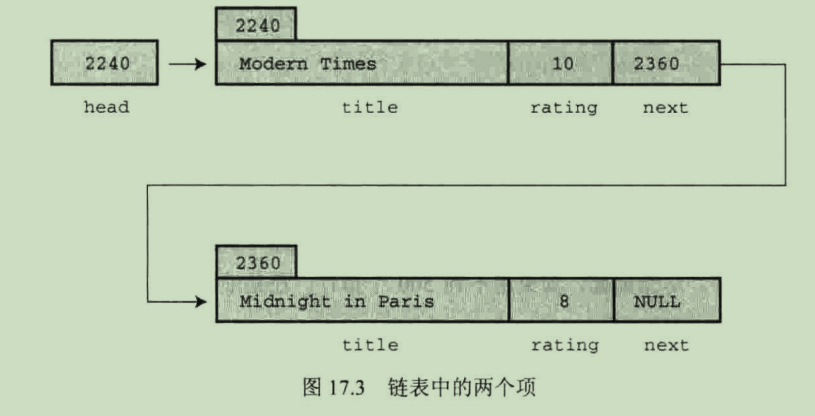 2240
2240 Modern Times 10 2360
head title rating next
2360
Midnight in Paris 8 NULL
title rating next
图 17.3 链表中的两个项